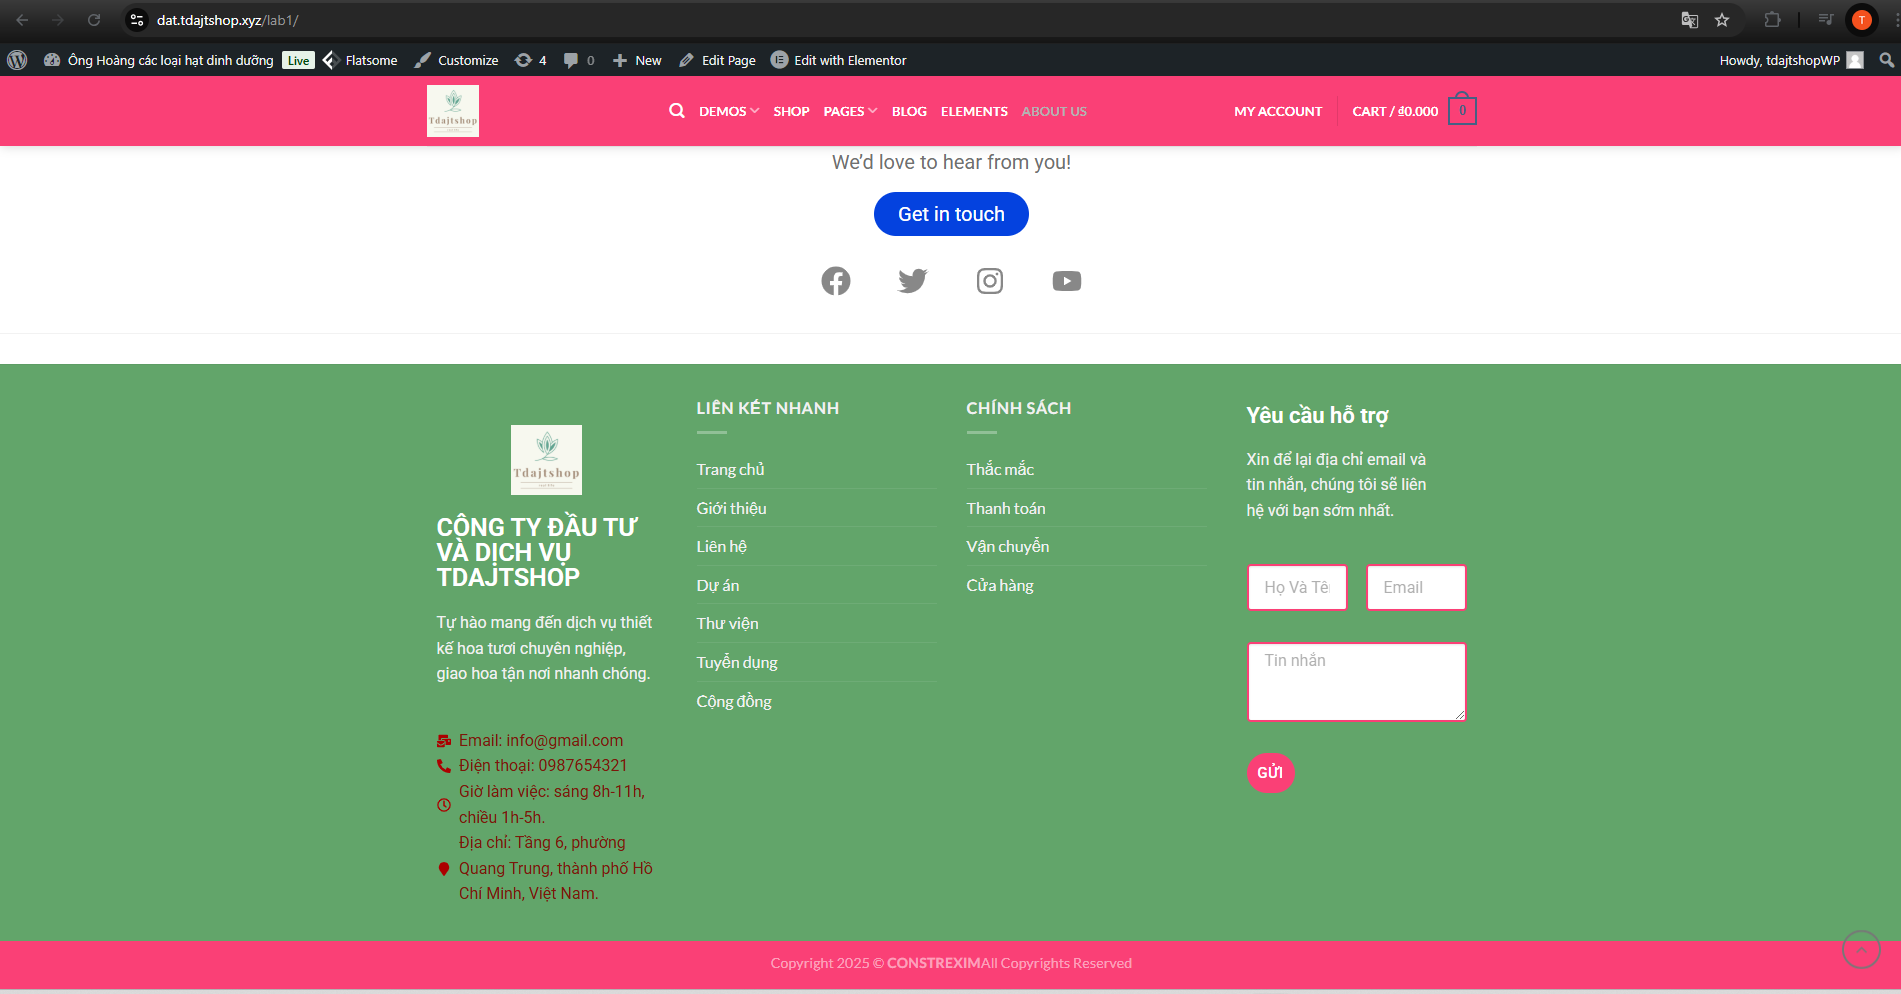 dat.tdajtshop.xyz/lab1/
T
Ông Hoàng các loại hạt dinh dưỡng Live Flatsome Customize 4 0 New Edit Page Edit with Elementor Howdy, tdajtshopWP
Tdajtshop DEMOS SHOP PAGES BLOG ELEMENTS ABOUT US MY ACCOUNT CART / ₫0.000 0
We’d love to hear from you!
Get in touch
Tdajtshop
CÔNG TY ĐẦU TƯ
VÀ DỊCH VỤ
TDAJTSHOP
Tự hào mang đến dịch vụ thiết
kế hoa tươi chuyên nghiệp,
giao hoa tận nơi nhanh chóng.
Email: info@gmail.com
Điện thoại: 0987654321
Giờ làm việc: sáng 8h-11h,
chiều 1h-5h.
Địa chỉ: Tầng 6, phường
Quang Trung, thành phố Hồ
Chí Minh, Việt Nam.
LIÊN KẾT NHANH
Trang chủ
Giới thiệu
Liên hệ
Dự án
Thư viện
Tuyển dụng
Cộng đồng
CHÍNH SÁCH
Thắc mắc
Thanh toán
Vận chuyển
Cửa hàng
Yêu cầu hỗ trợ
Xin để lại địa chỉ email và
tin nhắn, chúng tôi sẽ liên
hệ với bạn sớm nhất.
Họ Và Tê Email
Tin nhắn
GỬI
Copyright 2025 © CONSTREXIMAll Copyrights Reserved